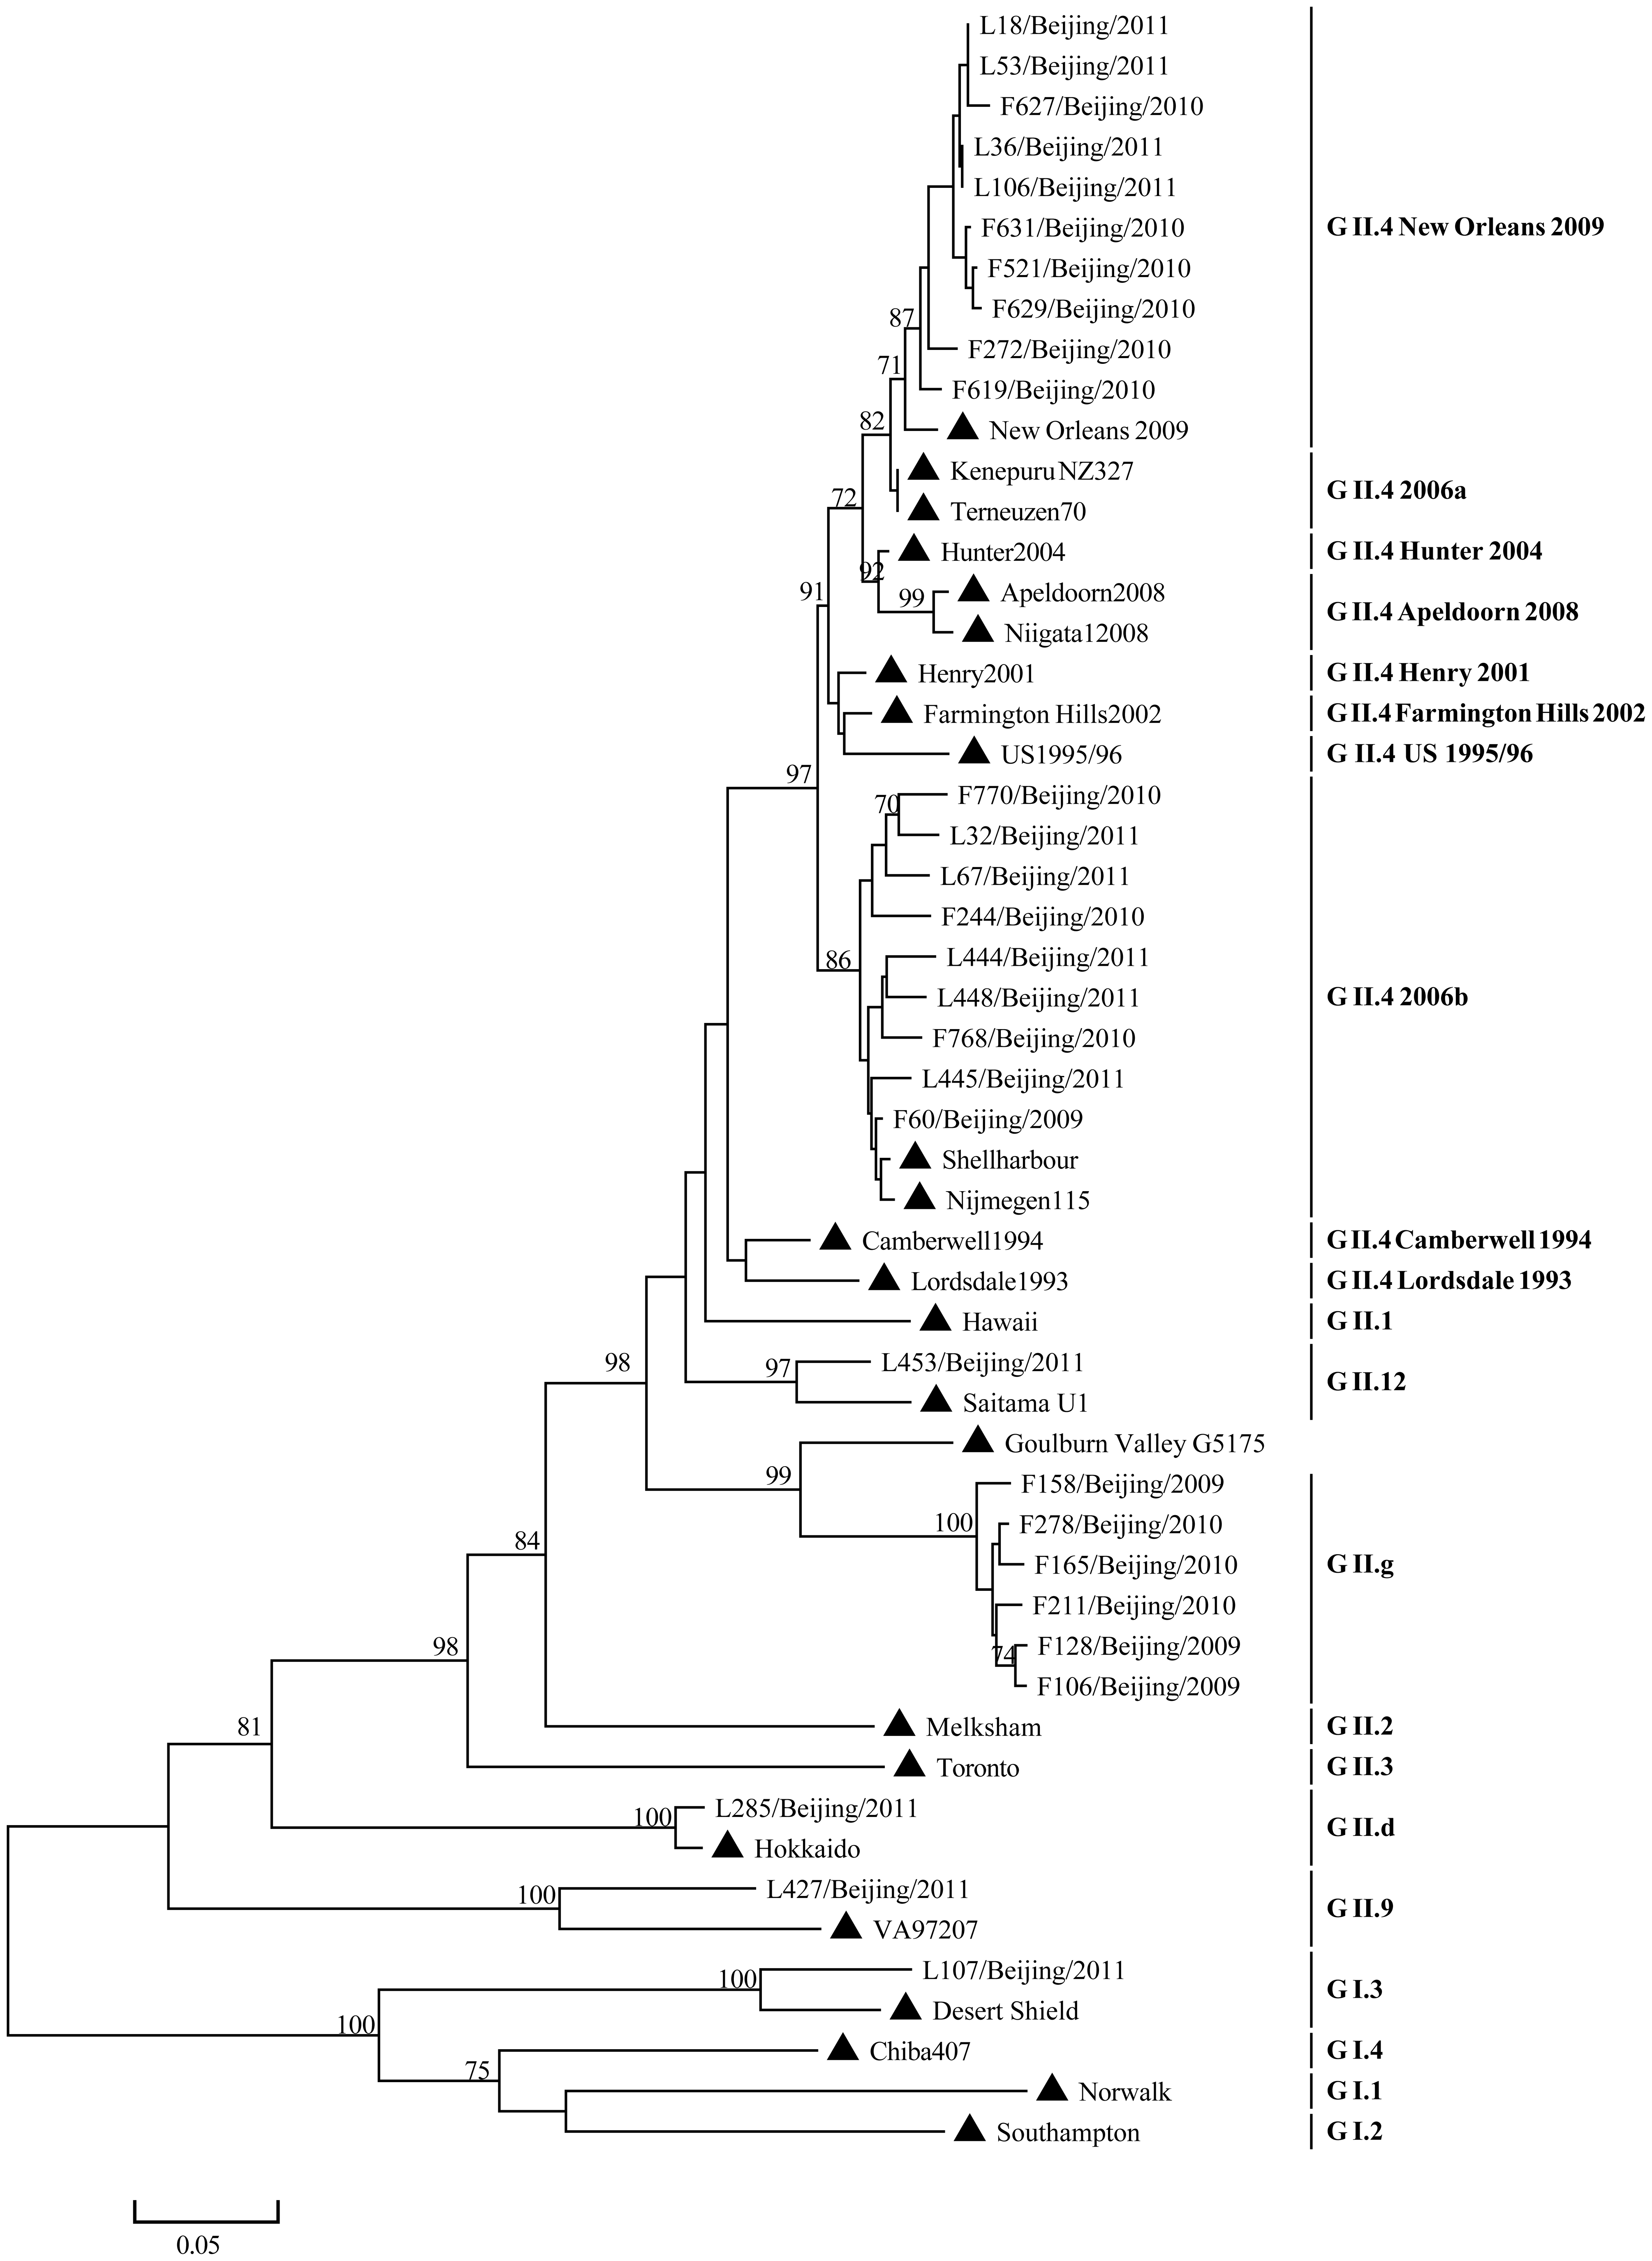 L18/Beijing/2011
L53/Beijing/2011
F627/Beijing/2010
L36/Beijing/2011
L106/Beijing/2011
F631/Beijing/2010
G II.4 New Orleans 2009
F521/Beijing/2010
F629/Beijing/2010
87
F272/Beijing/2010
71
F619/Beijing/2010
82
New Orleans 2009
Kenepuru NZ327
G II.4 2006a
72
Terneuzen70
Hunter2004
G II.4 Hunter 2004
92
Apeldoorn2008
99
G II.4 Apeldoorn 2008
91
Niigata12008
Henry2001
G II.4 Henry 2001
Farmington Hills2002
G II.4 Farmington Hills 2002
US1995/96
G II.4 US 1995/96
97
F770/Beijing/2010
70
L32/Beijing/2011
L67/Beijing/2011
F244/Beijing/2010
L444/Beijing/2011
86
L448/Beijing/2011
G II.4 2006b
F768/Beijing/2010
L445/Beijing/2011
F60/Beijing/2009
Shellharbour
Nijmegen115
Camberwell1994
G II.4 Camberwell 1994
Lordsdale1993
G II.4 Lordsdale 1993
Hawaii
G II.1
98
L453/Beijing/2011
97
G II.12
Saitama U1
Goulburn Valley G5175
99
F158/Beijing/2009
100
F278/Beijing/2010
84
F165/Beijing/2010
G II.g
F211/Beijing/2010
98
F128/Beijing/2009
74
F106/Beijing/2009
81
Melksham
G II.2
Toronto
G II.3
L285/Beijing/2011
100
G II.d
Hokkaido
L427/Beijing/2011
100
G II.9
VA97207
L107/Beijing/2011
100
G I.3
Desert Shield
100
Chiba407
G I.4
75
Norwalk
G I.1
Southampton
G I.2
0.05